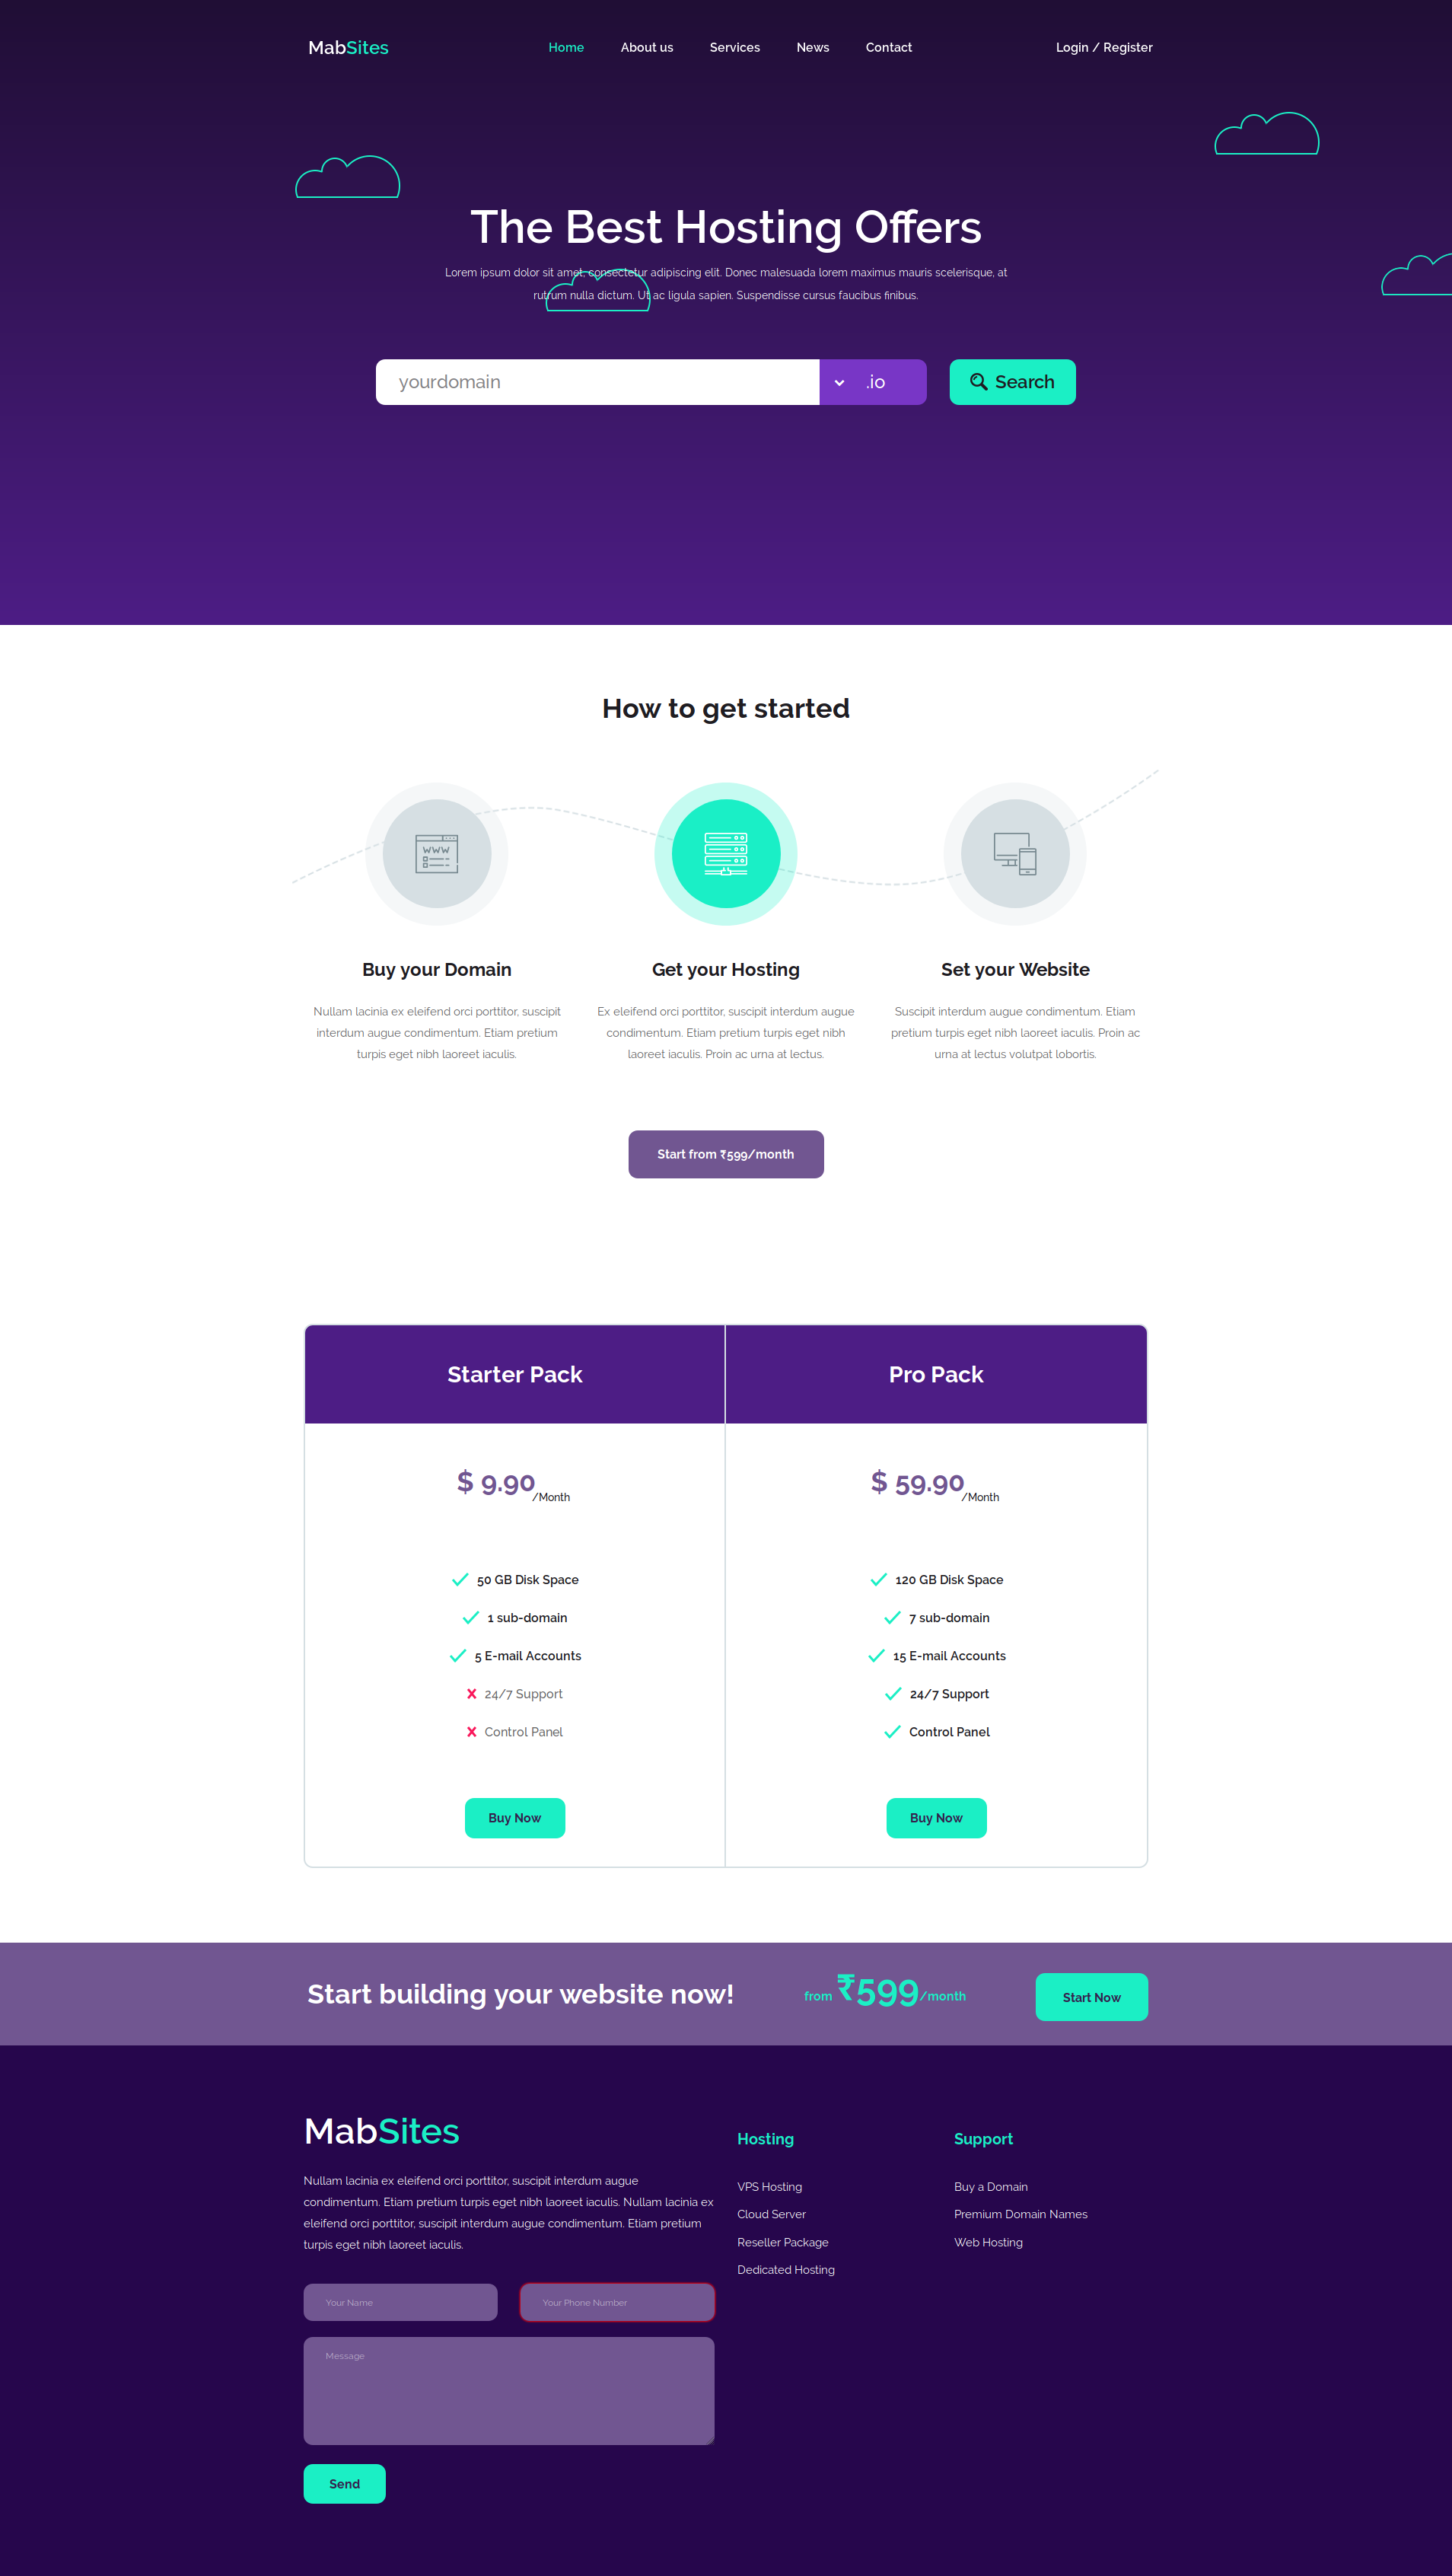 MabSites
Home
About us
Services
News
Contact
Login / Register
The Best Hosting Offers
Lorem ipsum dolor sit amet, consectetur adipiscing elit. Donec malesuada lorem maximus mauris scelerisque, at
rutrum nulla dictum. Ut ac ligula sapien. Suspendisse cursus faucibus finibus.
yourdomain
.io
Search
How to get started
WWW
Buy your Domain
Nullam lacinia ex eleifend orci porttitor, suscipit
interdum augue condimentum. Etiam pretium
turpis eget nibh laoreet iaculis.
Get your Hosting
Ex eleifend orci porttitor, suscipit interdum augue
condimentum. Etiam pretium turpis eget nibh
laoreet iaculis. Proin ac urna at lectus.
Set your Website
Suscipit interdum augue condimentum. Etiam
pretium turpis eget nibh laoreet iaculis. Proin ac
urna at lectus volutpat lobortis.
Start from ₹599/month
Starter Pack
$ 9.90/Month
50 GB Disk Space
1 sub-domain
5 E-mail Accounts
24/7 Support
Control Panel
Buy Now
Pro Pack
$ 59.90/Month
120 GB Disk Space
7 sub-domain
15 E-mail Accounts
24/7 Support
Control Panel
Buy Now
Start building your website now!
from ₹599/month
Start Now
MabSites
Nullam lacinia ex eleifend orci porttitor, suscipit interdum augue
condimentum. Etiam pretium turpis eget nibh laoreet iaculis. Nullam lacinia ex
eleifend orci porttitor, suscipit interdum augue condimentum. Etiam pretium
turpis eget nibh laoreet iaculis.
Your Name
Your Phone Number
Message
Send
Hosting
VPS Hosting
Cloud Server
Reseller Package
Dedicated Hosting
Support
Buy a Domain
Premium Domain Names
Web Hosting